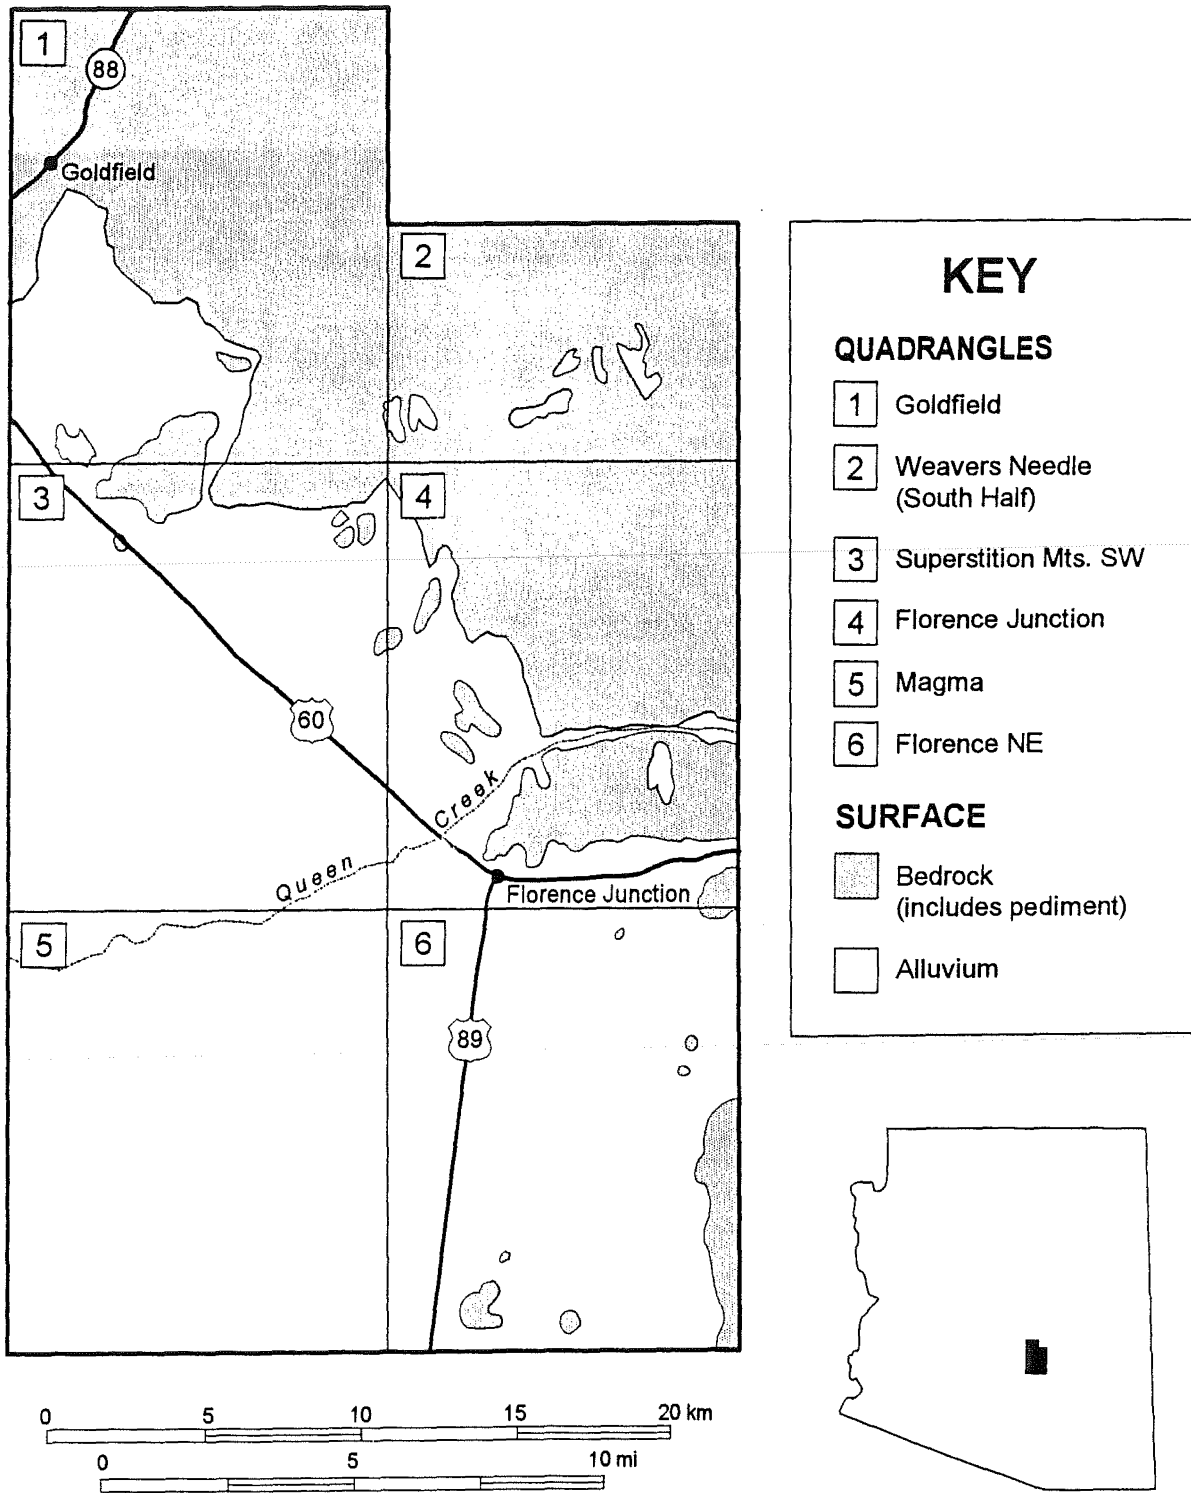 1
88
Goldfield
2
3
4
60
Queen Creek
Florence Junction
5
6
89
KEY
QUADRANGLES
1 Goldfield
2 Weavers Needle
(South Half)
3 Superstition Mts. SW
4 Florence Junction
5 Magma
6 Florence NE
SURFACE
Bedrock
(includes pediment)
Alluvium
0 5 10 15 20 km
0 5 10 mi